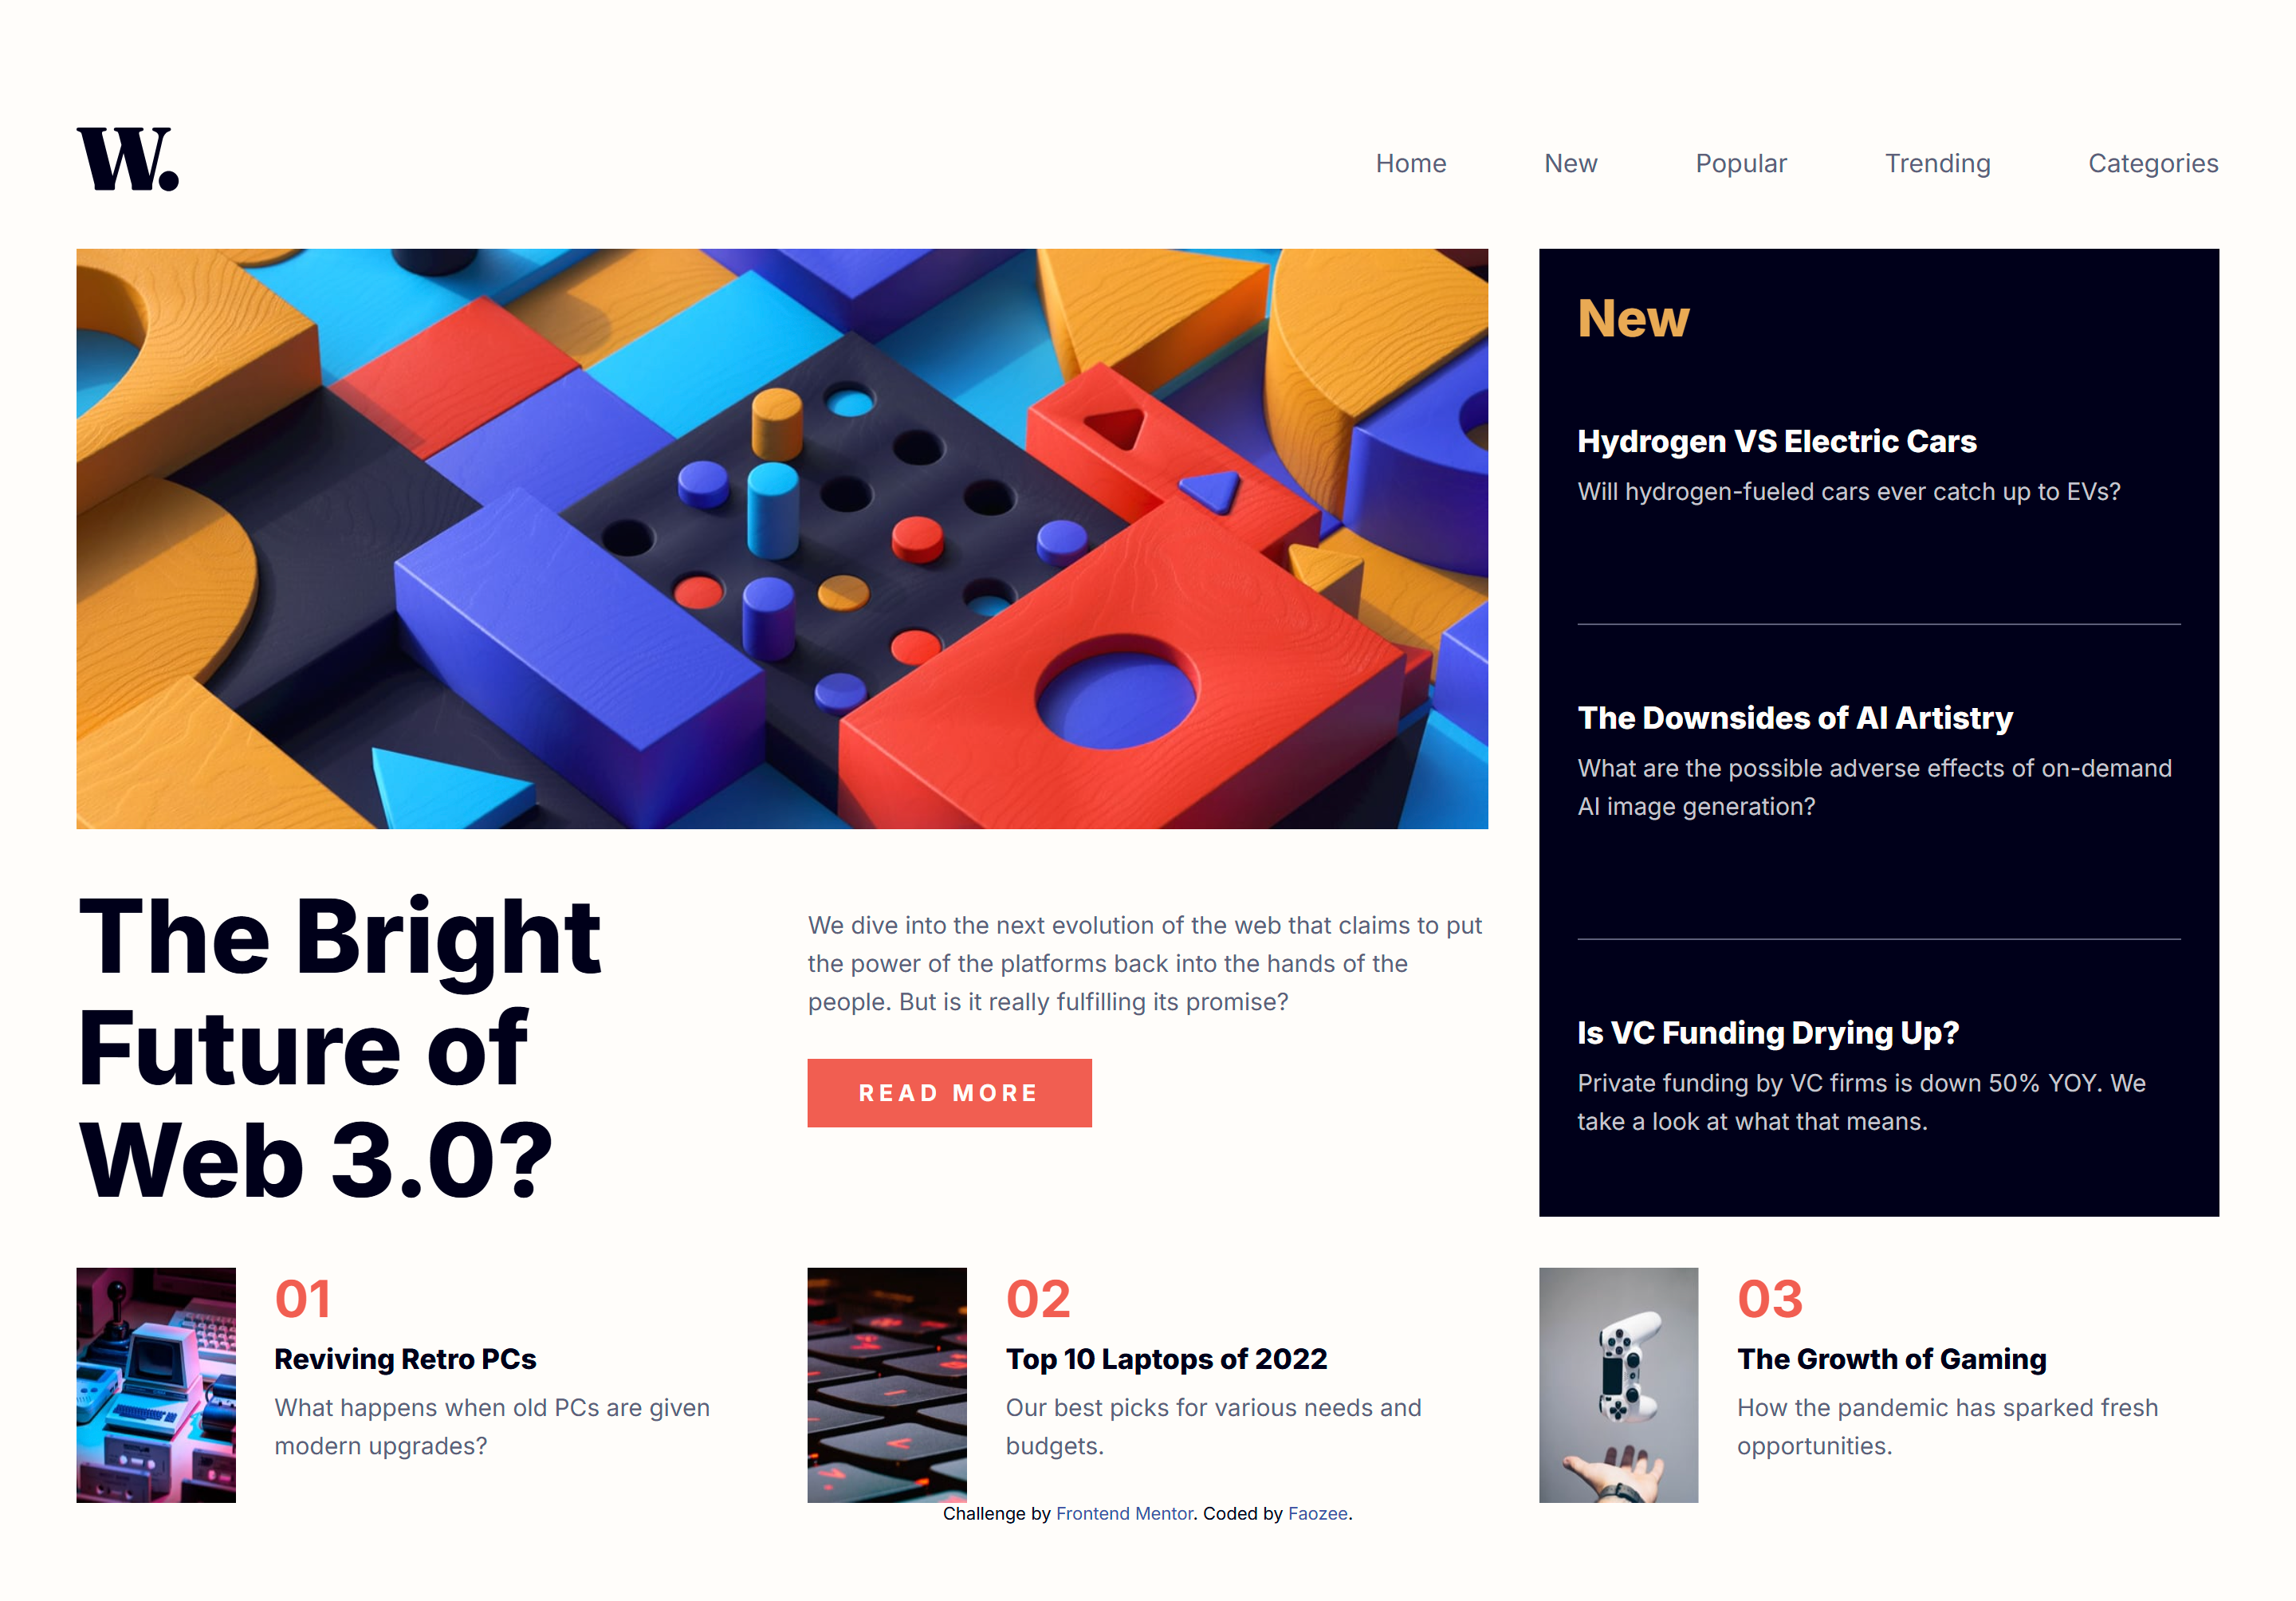 W.
Home New Popular Trending Categories
New
Hydrogen VS Electric Cars
Will hydrogen-fueled cars ever catch up to EVs?
The Downsides of AI Artistry
What are the possible adverse effects of on-demand
AI image generation?
Is VC Funding Drying Up?
Private funding by VC firms is down 50% YOY. We
take a look at what that means.
The Bright
Future of
Web 3.0?
We dive into the next evolution of the web that claims to put
the power of the platforms back into the hands of the
people. But is it really fulfilling its promise?
READ MORE
01
Reviving Retro PCs
What happens when old PCs are given
modern upgrades?
02
Top 10 Laptops of 2022
Our best picks for various needs and
budgets.
03
The Growth of Gaming
How the pandemic has sparked fresh
opportunities.
Challenge by Frontend Mentor. Coded by Faozee.